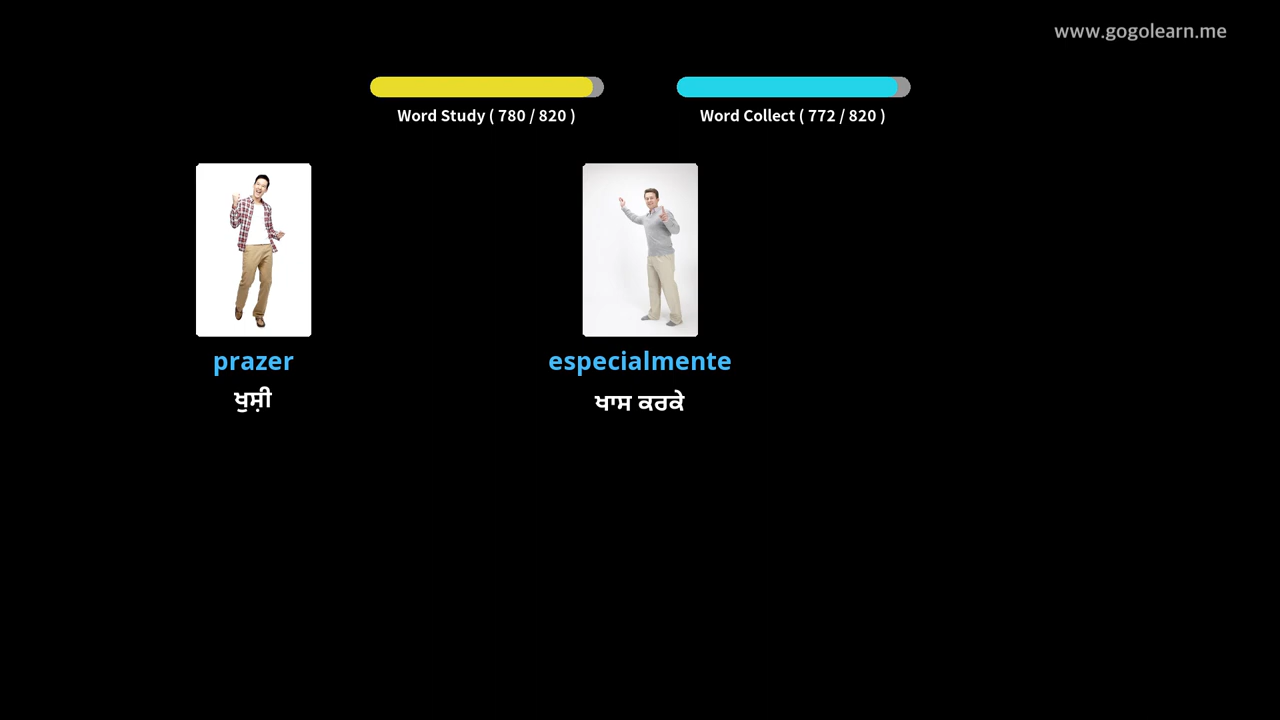 www.gogolearn.me
Word Study ( 780 / 820 )
Word Collect ( 772 / 820 )
prazer
ਖੁਸ਼ੀ
especialmente
ਖਾਸ ਕਰਕੇ